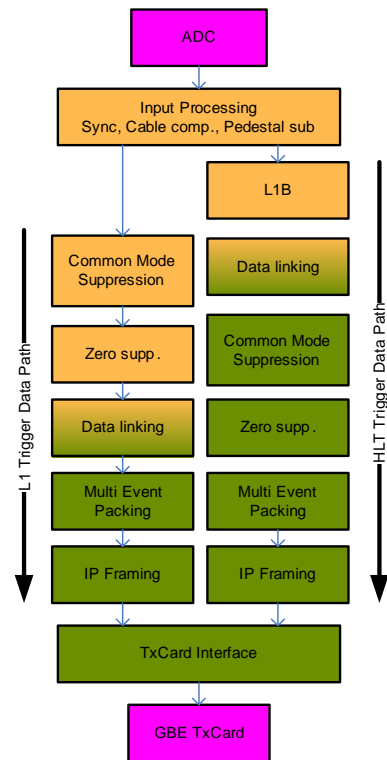 ADC
Input Processing
Sync, Cable comp., Pedestal sub
L1B
Common Mode
Suppression
Data linking
Zero supp.
Common Mode
Suppression
Data linking
Zero supp.
Multi Event
Packing
Multi Event
Packing
IP Framing
IP Framing
TxCard Interface
GBE TxCard
L1 Trigger Data Path
HLT Trigger Data Path